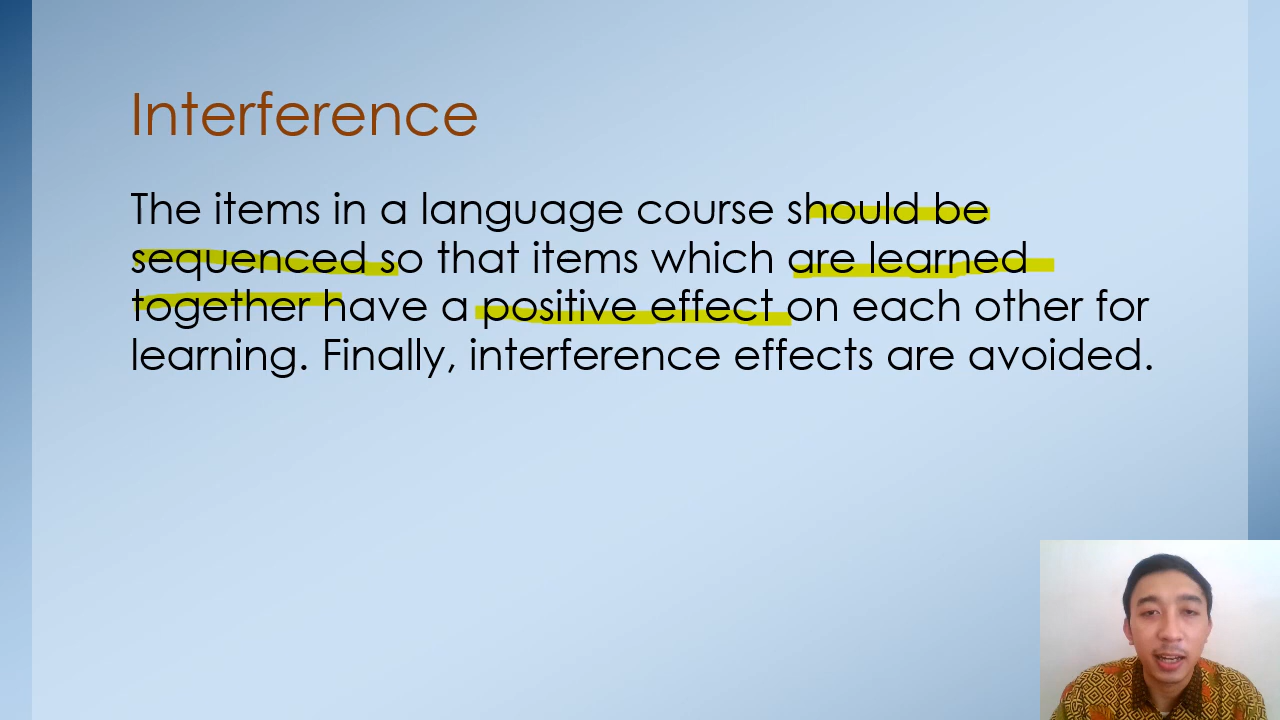 Interference
The items in a language course should be
sequenced so that items which are learned
together have a positive effect on each other for
learning. Finally, interference effects are avoided.